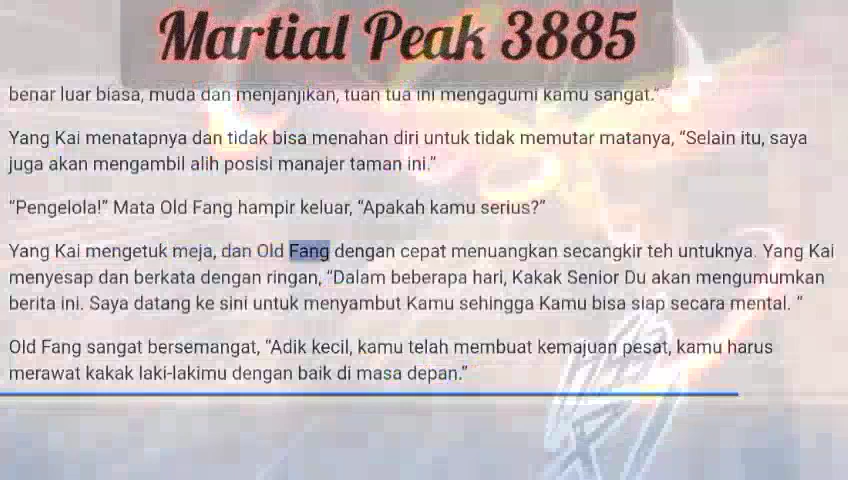 Martial Peak 3885
benar luar biasa, muda dan menjanjikan, tuan tua ini mengagumi kamu sangat.”
Yang Kai menatapnya dan tidak bisa menahan diri untuk tidak memutar matanya, “Selain itu, saya
juga akan mengambil alih posisi manajer taman ini.”
“Pengelola!” Mata Old Fang hampir keluar, “Apakah kamu serius?”
Yang Kai mengetuk meja, dan Old Fang dengan cepat menuangkan secangkir teh untuknya. Yang Kai
menyesap dan berkata dengan ringan, “Dalam beberapa hari, Kakak Senior Du akan mengumumkan
berita ini. Saya datang ke sini untuk menyambut Kamu sehingga Kamu bisa siap secara mental. ”
Old Fang sangat bersemangat, “Adik kecil, kamu telah membuat kemajuan pesat, kamu harus
merawat kakak laki-lakimu dengan baik di masa depan.”